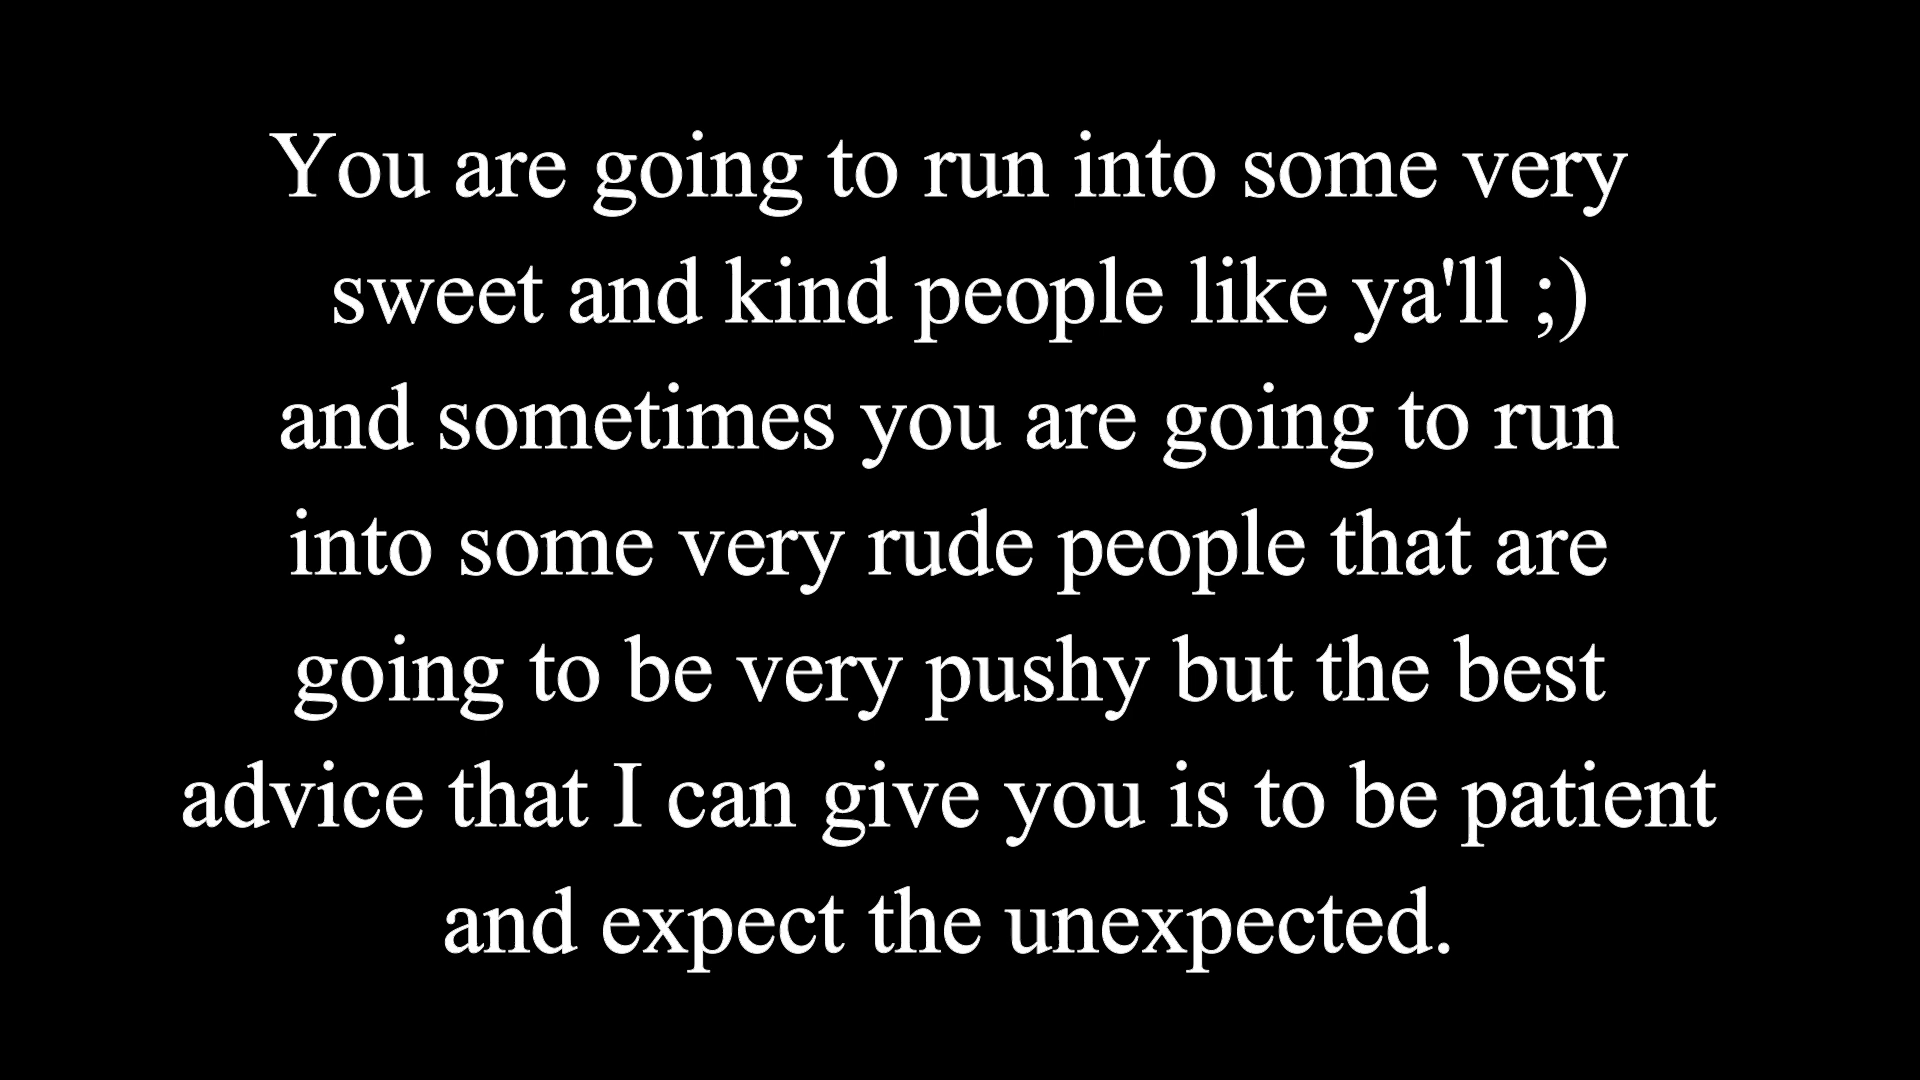 You are going to run into some very
sweet and kind people like ya'll ;)
and sometimes you are going to run
into some very rude people that are
going to be very pushy but the best
advice that I can give you is to be patient
and expect the unexpected.